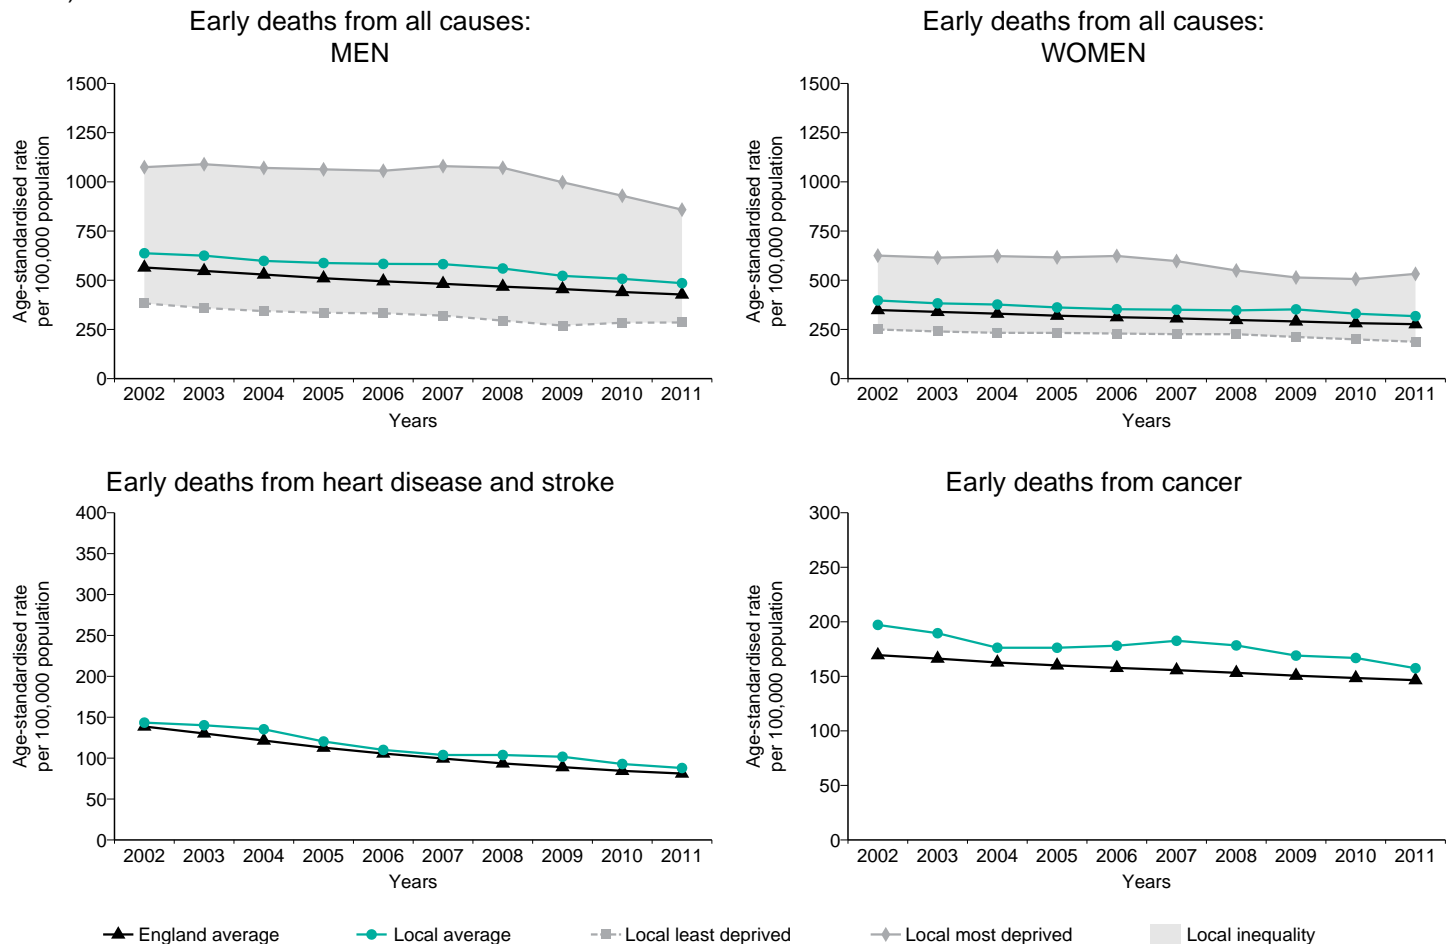 Early deaths from all causes:
MEN
1500
1250
1000
750
500
250
0
Age-standardised rate
per 100,000 population
2002 2003 2004 2005 2006 2007 2008 2009 2010 2011
Years
Early deaths from all causes:
WOMEN
1500
1250
1000
750
500
250
0
Age-standardised rate
per 100,000 population
2002 2003 2004 2005 2006 2007 2008 2009 2010 2011
Years
Early deaths from heart disease and stroke
400
350
300
250
200
150
100
50
0
Age-standardised rate
per 100,000 population
2002 2003 2004 2005 2006 2007 2008 2009 2010 2011
Years
Early deaths from cancer
300
250
200
150
100
50
0
Age-standardised rate
per 100,000 population
2002 2003 2004 2005 2006 2007 2008 2009 2010 2011
Years
England average
Local average
Local least deprived
Local most deprived
Local inequality